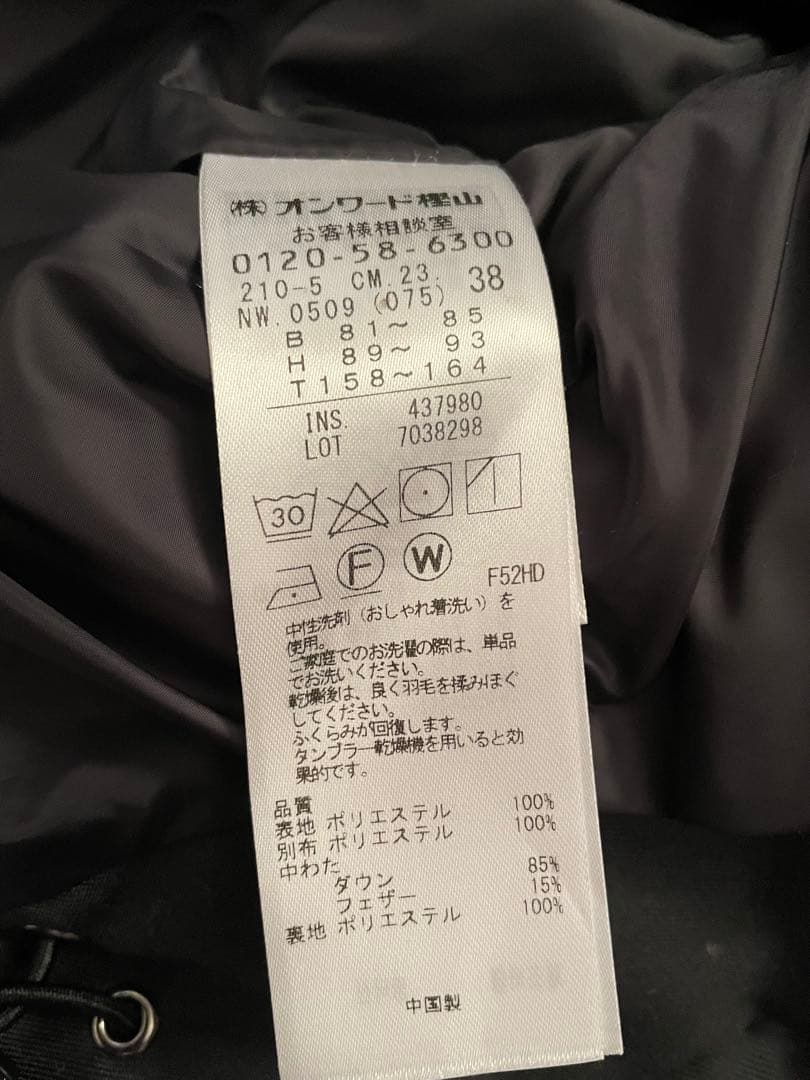 (株)オンワード樫山
お客様相談室
0120-58-6300
210-5 CM.23. 38
NW.0509 (075)
B 81~ 85
H 89~ 93
T158~164
INS. 437980
LOT 7038298
30
F W F52HD
中性洗剤(おしゃれ着洗い)を
使用。
ご家庭でのお洗濯の際は、単品
でお洗いください。
乾燥後は、良く羽毛を揉みほぐ
してください。
ふくらみが回復します。
タンブラー乾燥機を用いると効
果的です。
品質
表地 ポリエステル 100%
別布 ポリエステル 100%
中わた
ダウン 85%
フェザー 15%
裏地 ポリエステル 100%
中国製